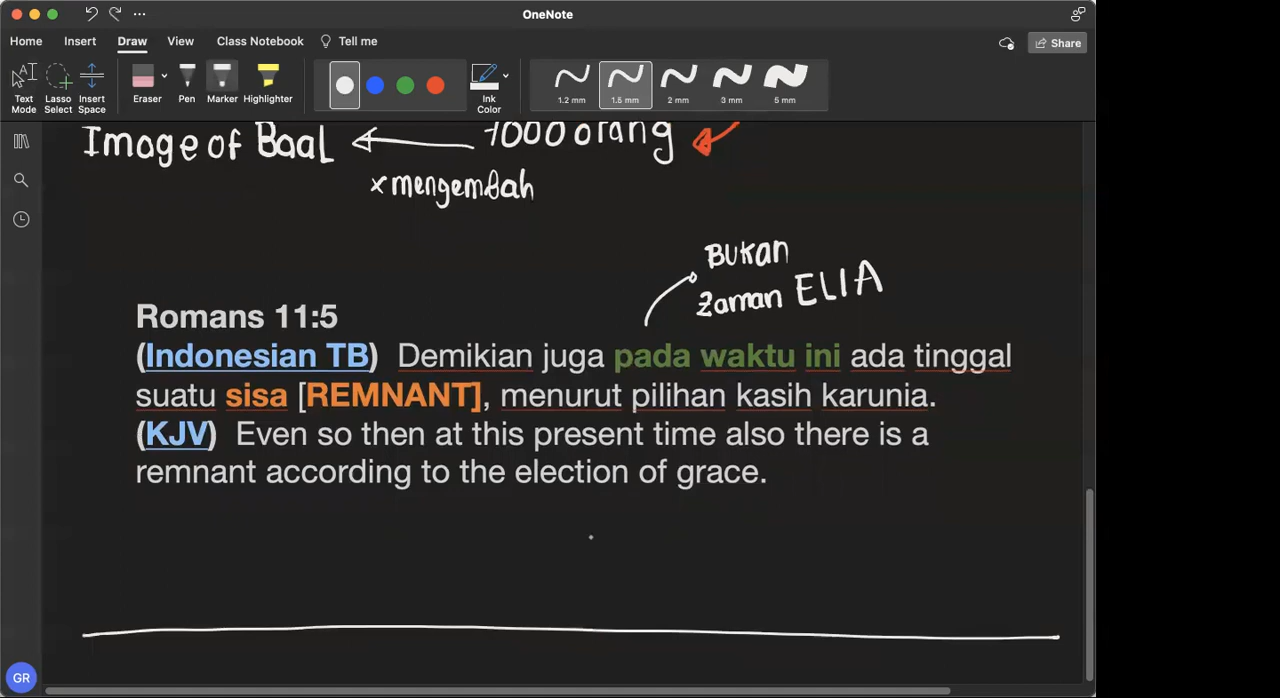 OneNote
Home Insert Draw View Class Notebook Tell me
Share
Text Mode
Lasso Select
Insert Space
Eraser
Pen
Marker
Highlighter
Ink Color
1.2 mm
1.5 mm
2 mm
3 mm
5 mm
Image of Baal 7000 orang
x mengembah
Bukan
Zaman ELIA
Romans 11:5
(Indonesian TB) Demikian juga pada waktu ini ada tinggal
suatu sisa [REMNANT], menurut pilihan kasih karunia.
(KJV) Even so then at this present time also there is a
remnant according to the election of grace.
GR